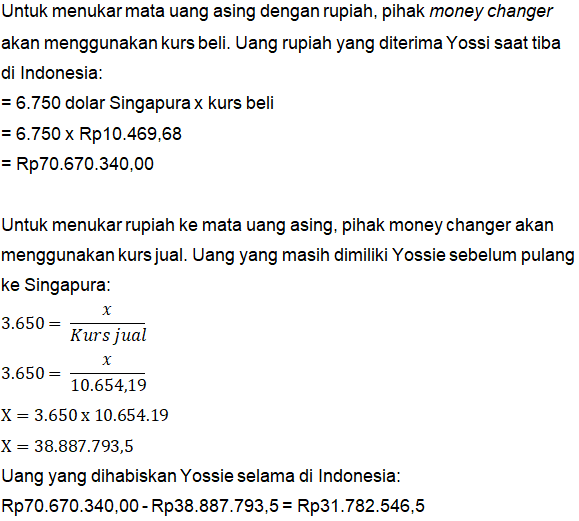 Untuk menukar mata uang asing dengan rupiah, pihak money changer
akan menggunakan kurs beli. Uang rupiah yang diterima Yossi saat tiba
di Indonesia:
= 6.750 dolar Singapura x kurs beli
= 6.750 x Rp10.469,68
= Rp70.670.340,00
Untuk menukar rupiah ke mata uang asing, pihak money changer akan
menggunakan kurs jual. Uang yang masih dimiliki Yossie sebelum pulang
ke Singapura:
3.650 = x / Kurs jual
3.650 = x / 10.654,19
X = 3.650 x 10.654.19
X = 38.887.793,5
Uang yang dihabiskan Yossie selama di Indonesia:
Rp70.670.340,00 - Rp38.887.793,5 = Rp31.782.546,5